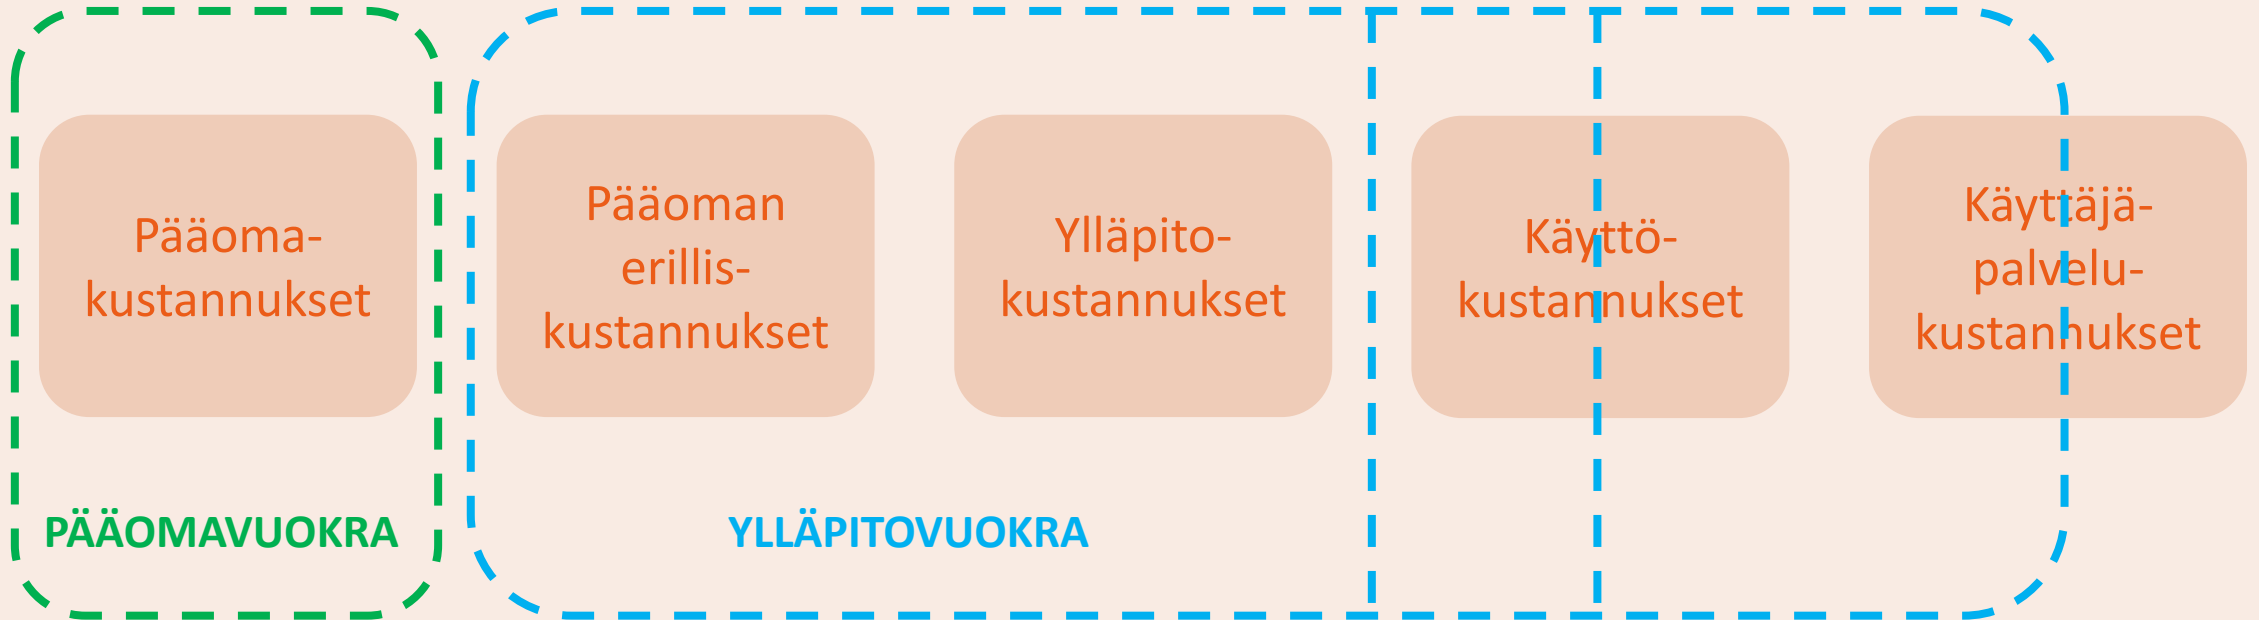 Pääoma-
kustannukset
Pääoman
erillis-
kustannukset
Ylläpito-
kustannukset
Käyttö-
kustannukset
Käyttäjä-
palvelu-
kustannukset
PÄÄOMAVUOKRA
YLLÄPITOVUOKRA